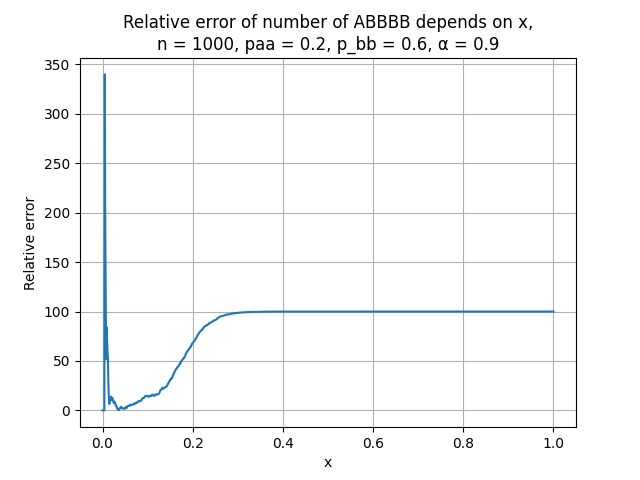 Relative error of number of ABBBB depends on x,
n = 1000, paa = 0.2, p_bb = 0.6, α = 0.9
350
300
250
200
150
100
50
0
Relative error
0.0 0.2 0.4 0.6 0.8 1.0
x